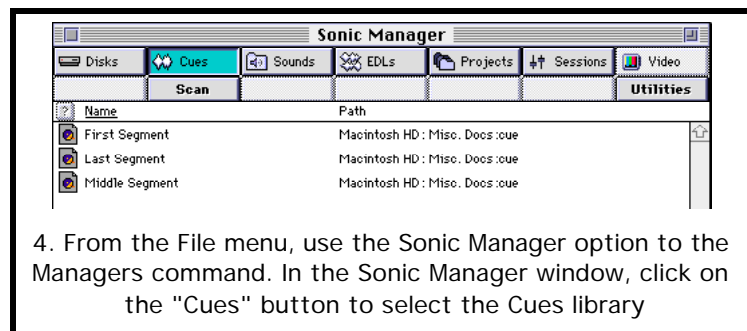 Sonic Manager
Disks Cues Sounds EDLs Projects Sessions Video
Scan Utilities
? Name Path
First Segment Macintosh HD: Misc. Docs:cue
Last Segment Macintosh HD: Misc. Docs:cue
Middle Segment Macintosh HD: Misc. Docs:cue
4. From the File menu, use the Sonic Manager option to the
Managers command. In the Sonic Manager window, click on
the "Cues" button to select the Cues library